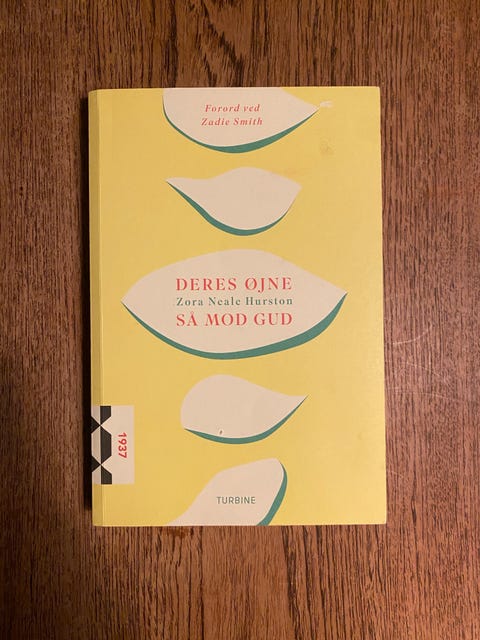 Forord ved
Zadie Smith
DERES ØJNE
Zora Neale Hurston
SÅ MOD GUD
1937
TURBINE